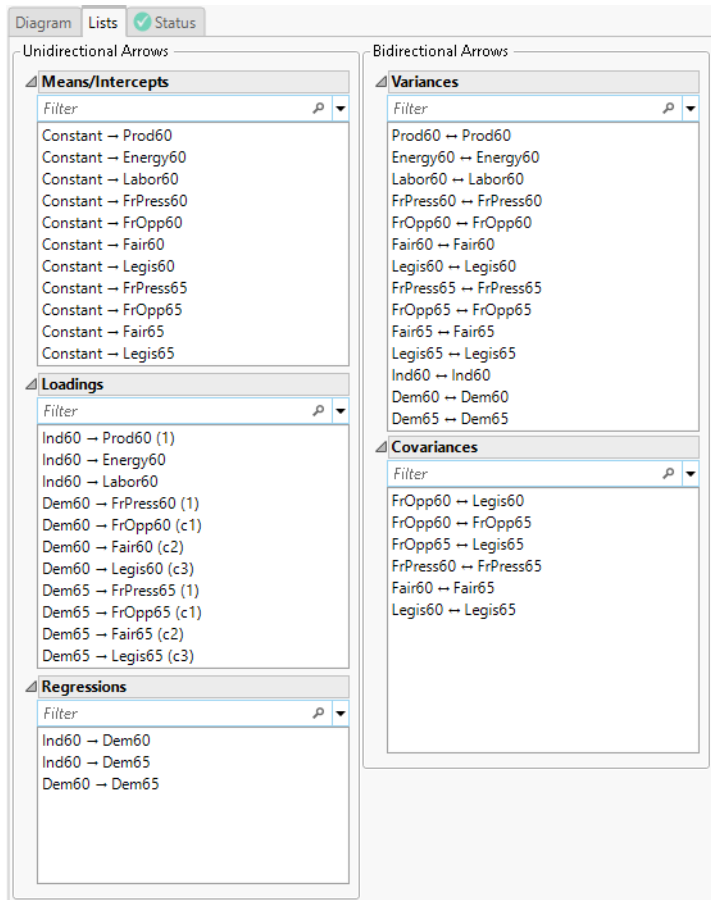 Diagram Lists Status
Unidirectional Arrows
Means/Intercepts
Filter
Constant → Prod60
Constant → Energy60
Constant → Labor60
Constant → FrPress60
Constant → FrOpp60
Constant → Fair60
Constant → Legis60
Constant → FrPress65
Constant → FrOpp65
Constant → Fair65
Constant → Legis65
Loadings
Filter
Ind60 → Prod60 (1)
Ind60 → Energy60
Ind60 → Labor60
Dem60 → FrPress60 (1)
Dem60 → FrOpp60 (c1)
Dem60 → Fair60 (c2)
Dem60 → Legis60 (c3)
Dem65 → FrPress65 (1)
Dem65 → FrOpp65 (c1)
Dem65 → Fair65 (c2)
Dem65 → Legis65 (c3)
Regressions
Filter
Ind60 → Dem60
Ind60 → Dem65
Dem60 → Dem65
Bidirectional Arrows
Variances
Filter
Prod60 ↔ Prod60
Energy60 ↔ Energy60
Labor60 ↔ Labor60
FrPress60 ↔ FrPress60
FrOpp60 ↔ FrOpp60
Fair60 ↔ Fair60
Legis60 ↔ Legis60
FrPress65 ↔ FrPress65
FrOpp65 ↔ FrOpp65
Fair65 ↔ Fair65
Legis65 ↔ Legis65
Ind60 ↔ Ind60
Dem60 ↔ Dem60
Dem65 ↔ Dem65
Covariances
Filter
FrOpp60 ↔ Legis60
FrOpp60 ↔ FrOpp65
FrOpp65 ↔ Legis65
FrPress60 ↔ FrPress65
Fair60 ↔ Fair65
Legis60 ↔ Legis65